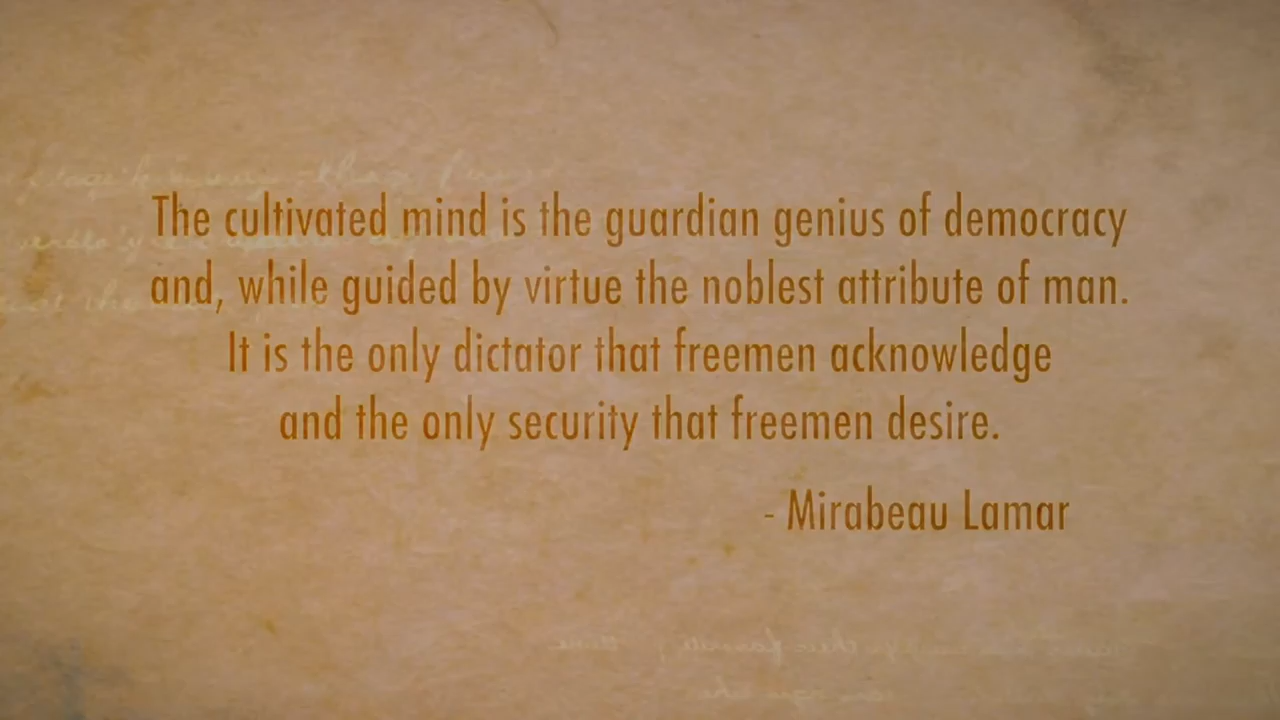 The cultivated mind is the guardian genius of democracy
and, while guided by virtue the noblest attribute of man.
It is the only dictator that freemen acknowledge
and the only security that freemen desire.
- Mirabeau Lamar